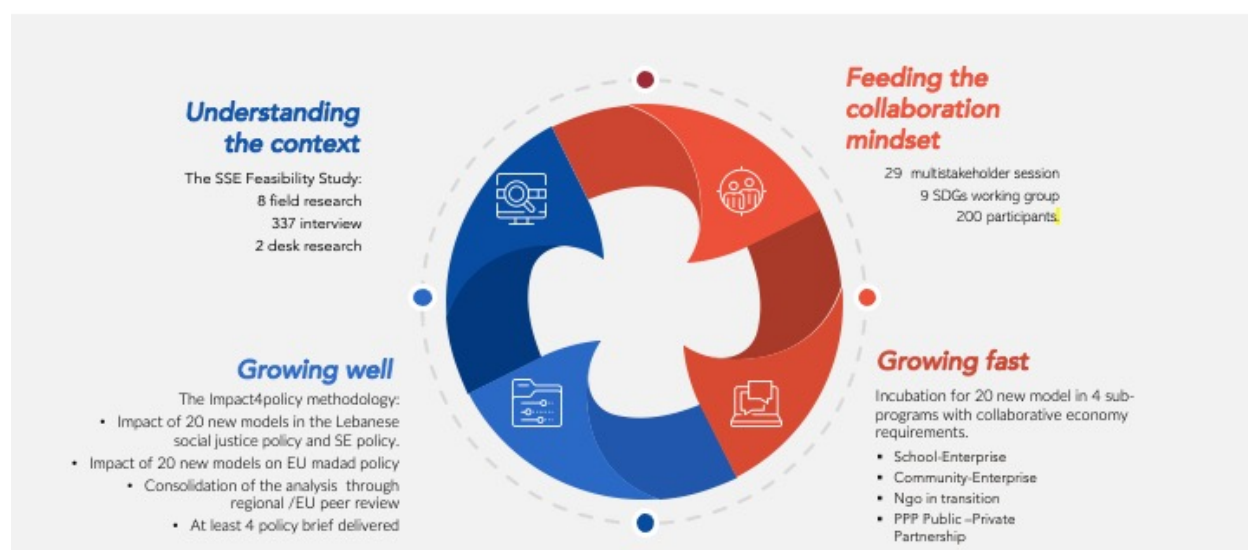 Understanding
the context
The SSE Feasibility Study:
8 field research
337 interview
2 desk research
Feeding the
collaboration
mindset
29 multistakeholder session
9 SDGs working group
200 participants.
Growing well
The Impact4policy methodology:
• Impact of 20 new models in the Lebanese
social justice policy and SE policy.
• Impact of 20 new models on EU madad policy
• Consolidation of the analysis through
regional /EU peer review
• At least 4 policy brief delivered
Growing fast
Incubation for 20 new model in 4 sub-
programs with collaborative economy
requirements.
▪ School-Enterprise
▪ Community-Enterprise
▪ Ngo in transition
▪ PPP Public –Private
Partnership